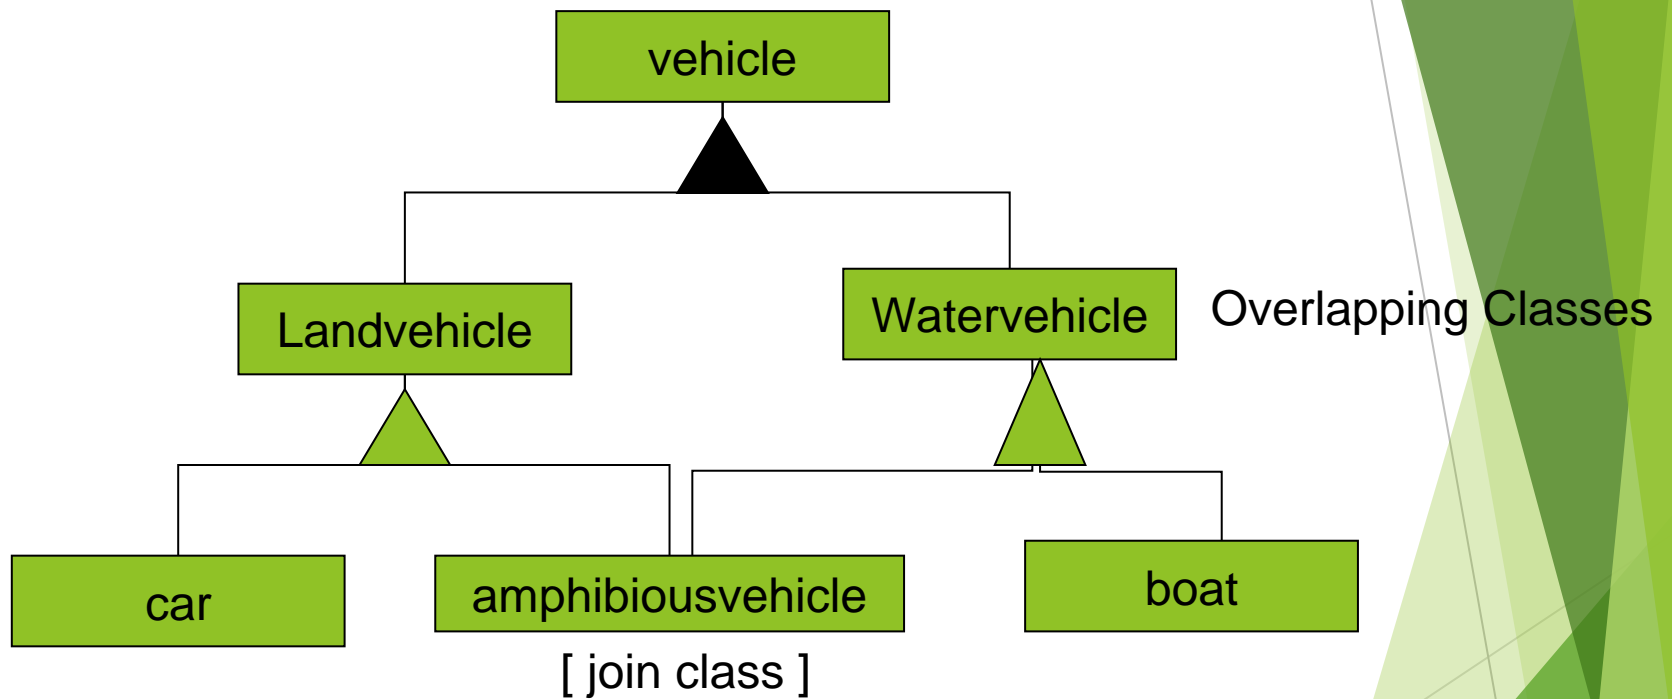 vehicle
Landvehicle
Watervehicle
Overlapping Classes
car
amphibiousvehicle
boat
[ join class ]